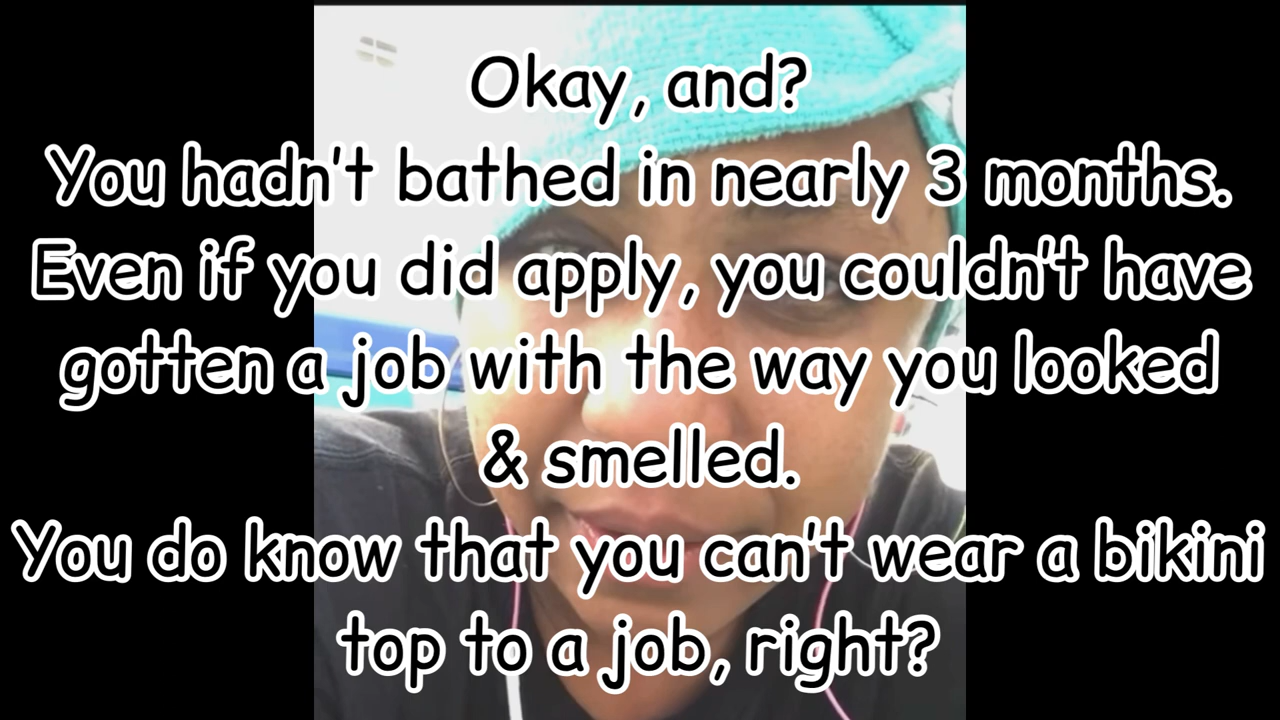 Okay, and?
You hadn't bathed in nearly 3 months.
Even if you did apply, you couldn't have
gotten a job with the way you looked
& smelled.
You do know that you can't wear a bikini
top to a job, right?